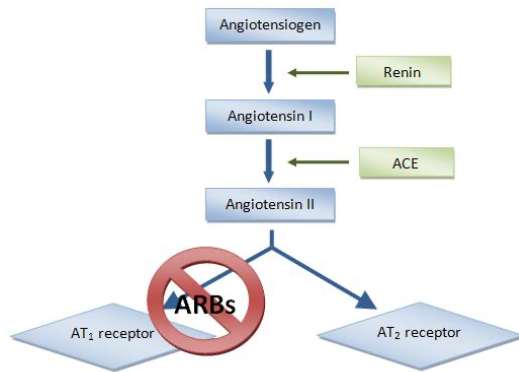 Angiotensiogen
Renin
Angiotensin I
ACE
Angiotensin II
ARBs
AT₁ receptor
AT₂ receptor